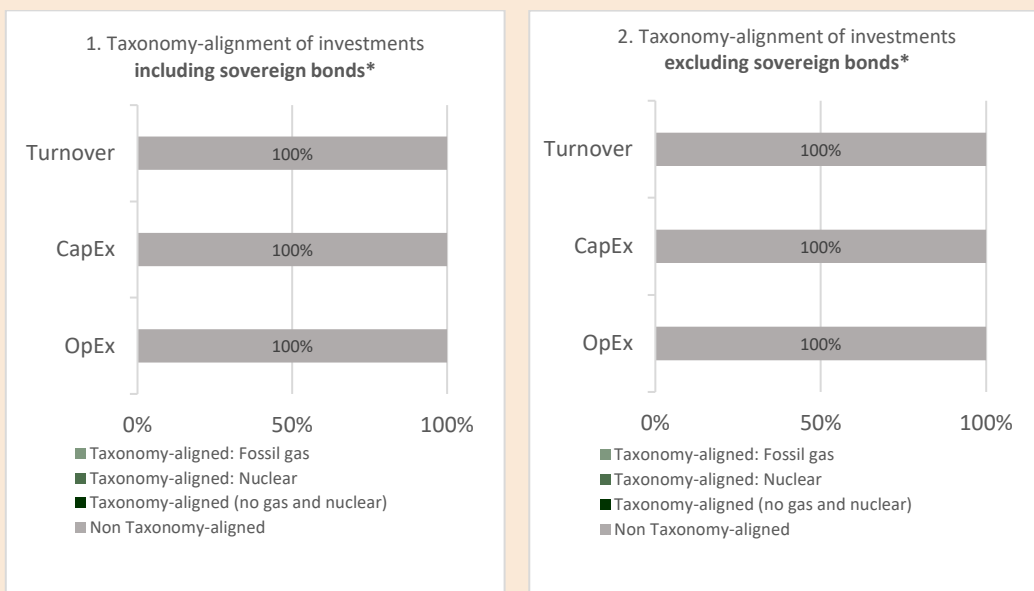 1. Taxonomy-alignment of investments
including sovereign bonds*
Turnover
100%
CapEx
100%
OpEx
100%
0% 50% 100%
Taxonomy-aligned: Fossil gas
Taxonomy-aligned: Nuclear
Taxonomy-aligned (no gas and nuclear)
Non Taxonomy-aligned
2. Taxonomy-alignment of investments
excluding sovereign bonds*
Turnover
100%
CapEx
100%
OpEx
100%
0% 50% 100%
Taxonomy-aligned: Fossil gas
Taxonomy-aligned: Nuclear
Taxonomy-aligned (no gas and nuclear)
Non Taxonomy-aligned